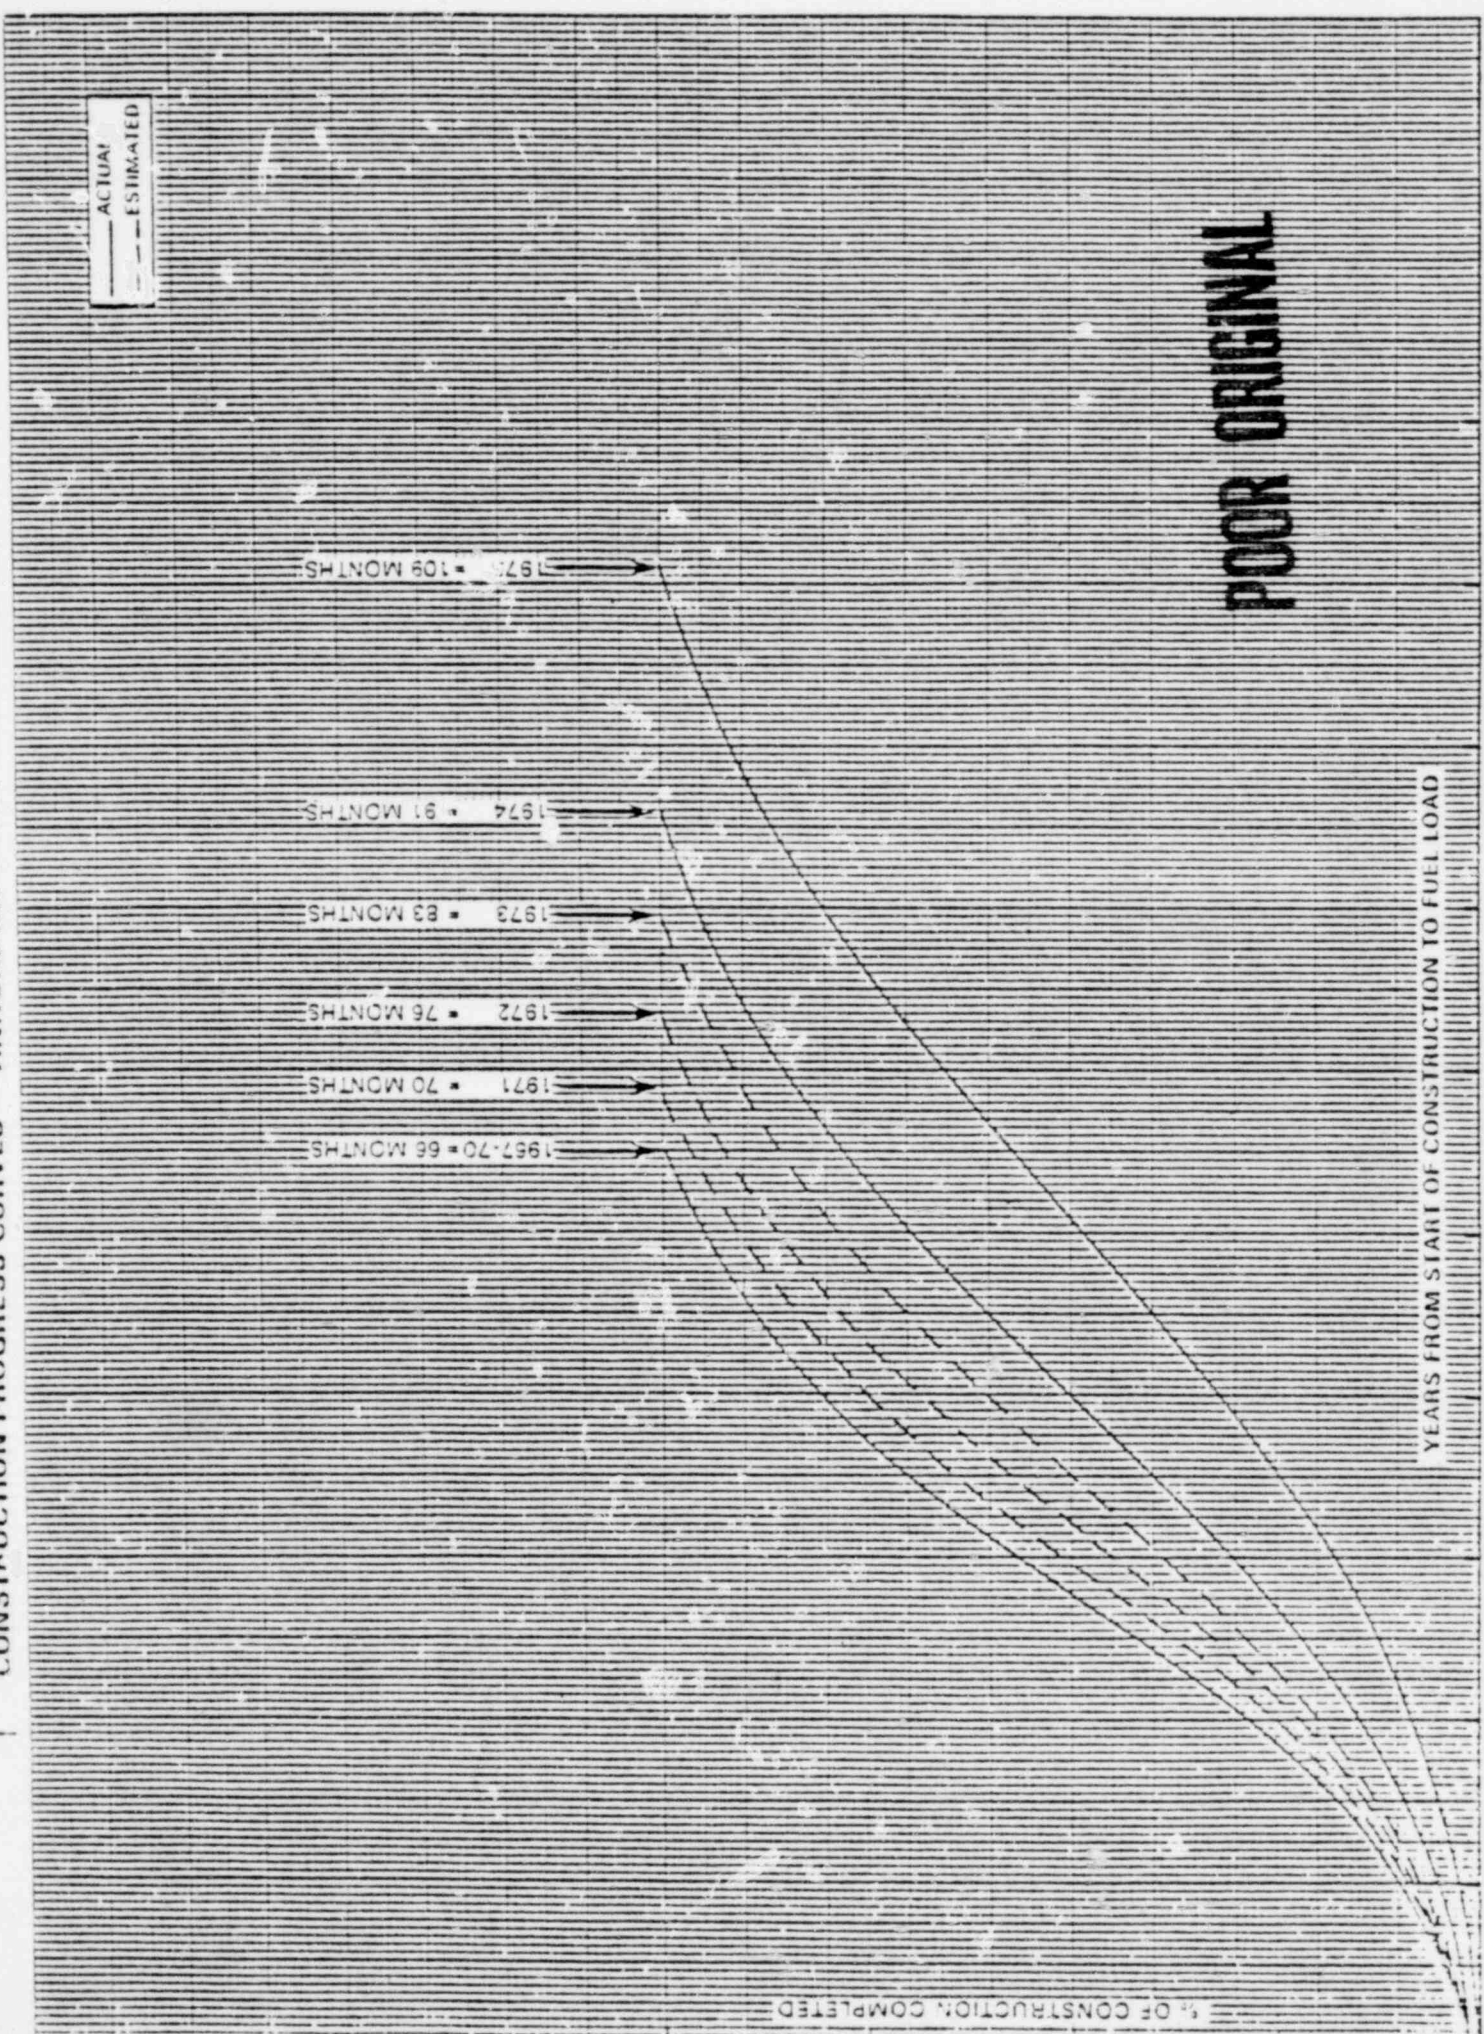 CONSTRUCTION PROGRESS CURVES
ACTUAL
ESTIMATED
1967-70 = 66 MONTHS
1971 = 70 MONTHS
1972 = 76 MONTHS
1973 = 83 MONTHS
1974 = 91 MONTHS
= 109 MONTHS
% OF CONSTRUCTION COMPLETED
YEARS FROM START OF CONSTRUCTION TO FUEL LOAD
POOR ORIGINAL